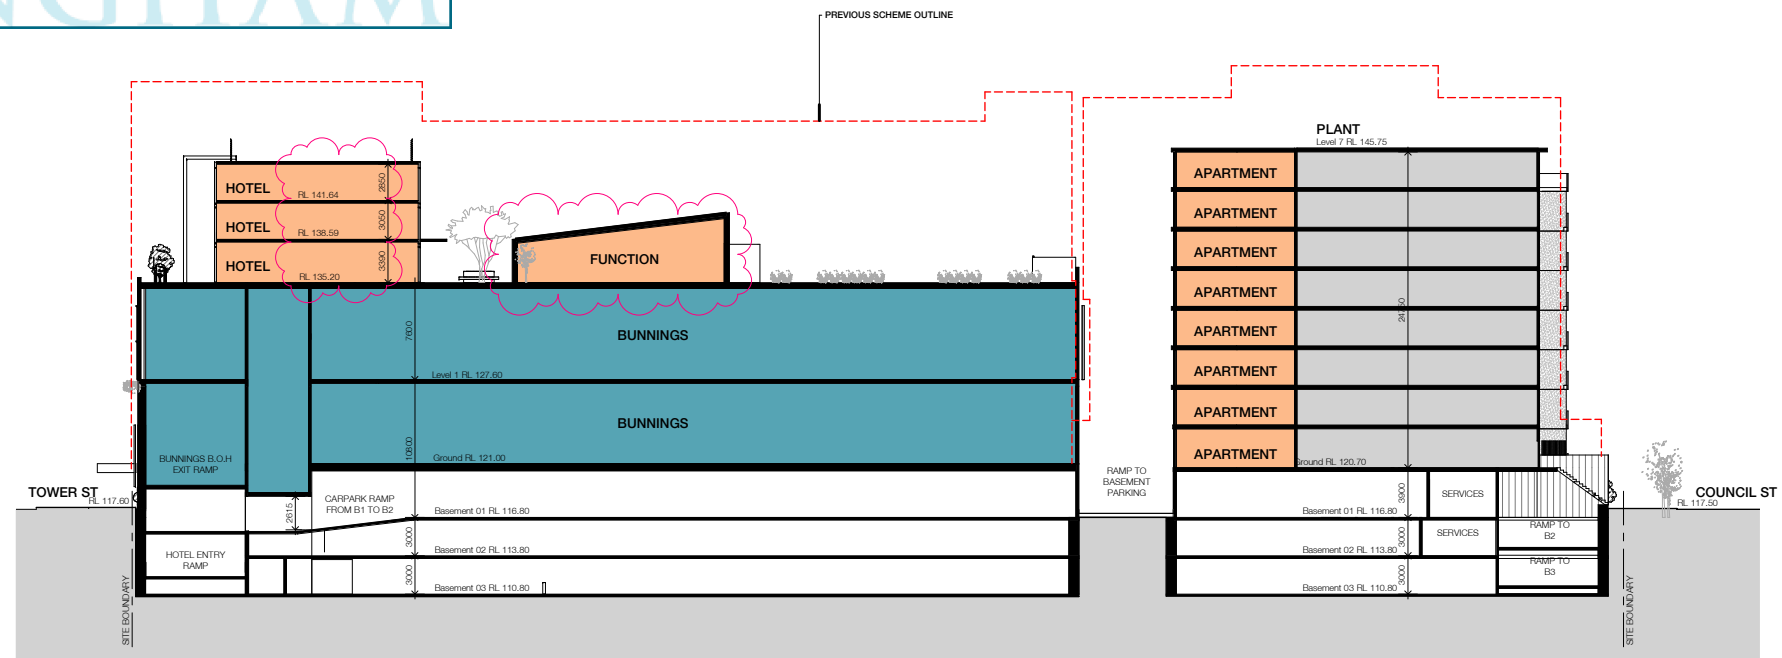 NGHAM
PREVIOUS SCHEME OUTLINE
PLANT
Level 7 RL 145.75
HOTEL
RL 141.64
2850
HOTEL
RL 138.59
3050
HOTEL
RL 135.20
3390
FUNCTION
APARTMENT
APARTMENT
APARTMENT
APARTMENT
APARTMENT
APARTMENT
APARTMENT
APARTMENT
Ground RL 120.70
BUNNINGS
7600
Level 1 RL 127.60
BUNNINGS
10800
Ground RL 121.00
BUNNINGS B.O.H
EXIT RAMP
TOWER ST
RL 117.60
2615
CARPARK RAMP
FROM B1 TO B2
Basement 01 RL 116.80
3000
Basement 02 RL 113.80
3000
Basement 03 RL 110.80
HOTEL ENTRY
RAMP
SITE BOUNDARY
RAMP TO
BASEMENT
PARKING
3900
SERVICES
Basement 01 RL 116.80
3000
SERVICES
RAMP TO
B2
Basement 02 RL 113.80
3000
RAMP TO
B3
Basement 03 RL 110.80
COUNCIL ST
RL 117.50
SITE BOUNDARY